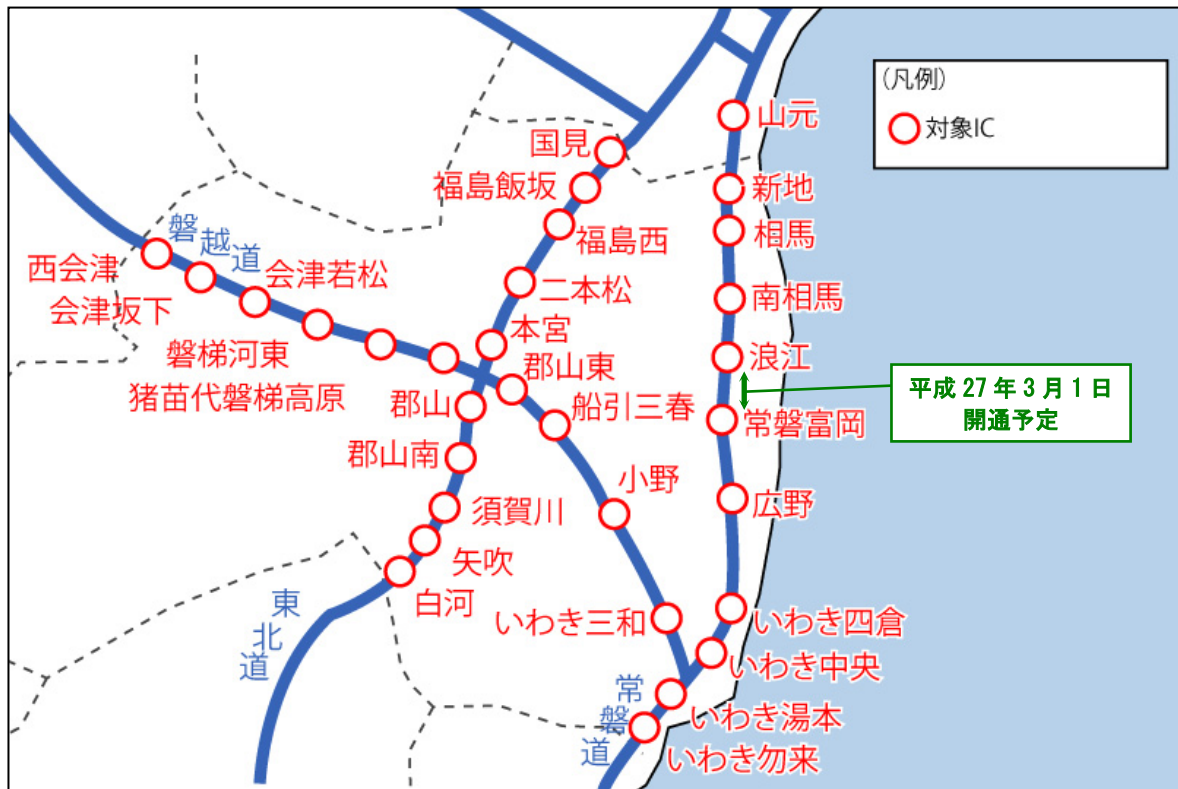 (凡例)
対象IC
山元
国見
新地
福島飯坂
相馬
福島西
磐越道
西会津
会津若松
二本松
南相馬
会津坂下
本宮
浪江
磐梯河東
郡山東
猪苗代磐梯高原
郡山
船引三春
常磐富岡
平成 27 年 3 月 1 日
開通予定
郡山南
小野
広野
須賀川
矢吹
白河
東北道
いわき三和
いわき四倉
いわき中央
常磐道
いわき湯本
いわき勿来